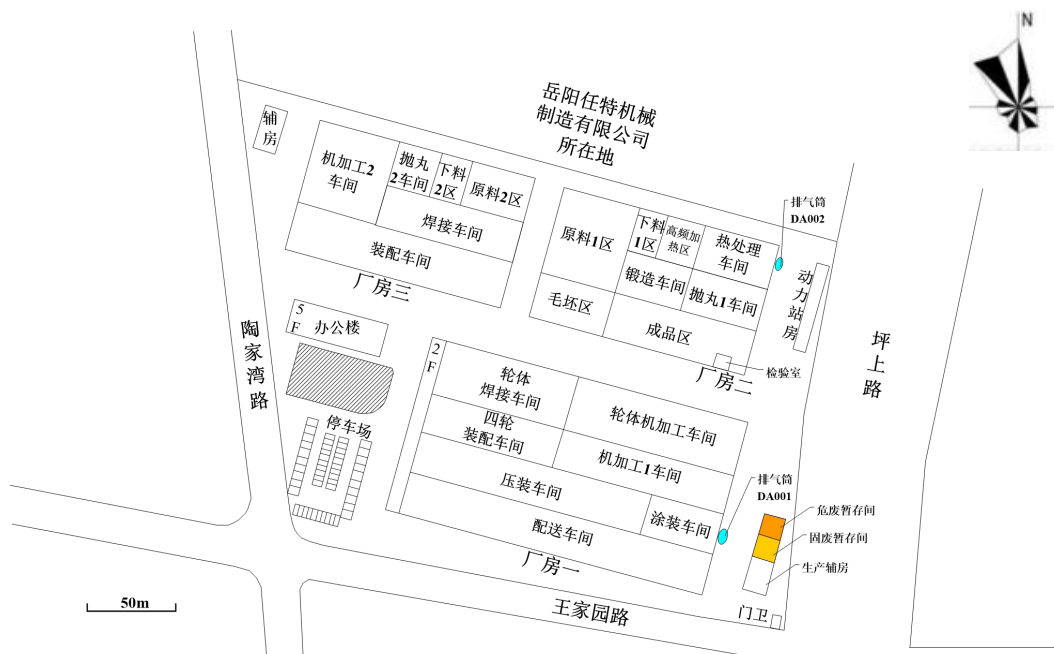 N
岳阳任特机械
制造有限公司
所在地
辅
房
机加工2
车间
抛丸
2车间
下料
2区
原料2区
焊接车间
装配车间
厂房三
原料1区
下料
1区
高频加
热区
热处理
车间
锻造车间
抛丸1车间
毛坯区
成品区
检验室
厂房二
排气筒
DA002
动
力
站
房
坪
上
路
陶
家
湾
路
5
F
办公楼
停车场
2
F
轮体
焊接车间
轮体机加工车间
四轮
装配车间
机加工1车间
压装车间
涂装车间
配送车间
厂房一
排气筒
DA001
危废暂存间
固废暂存间
生产辅房
门卫
王家园路
50m